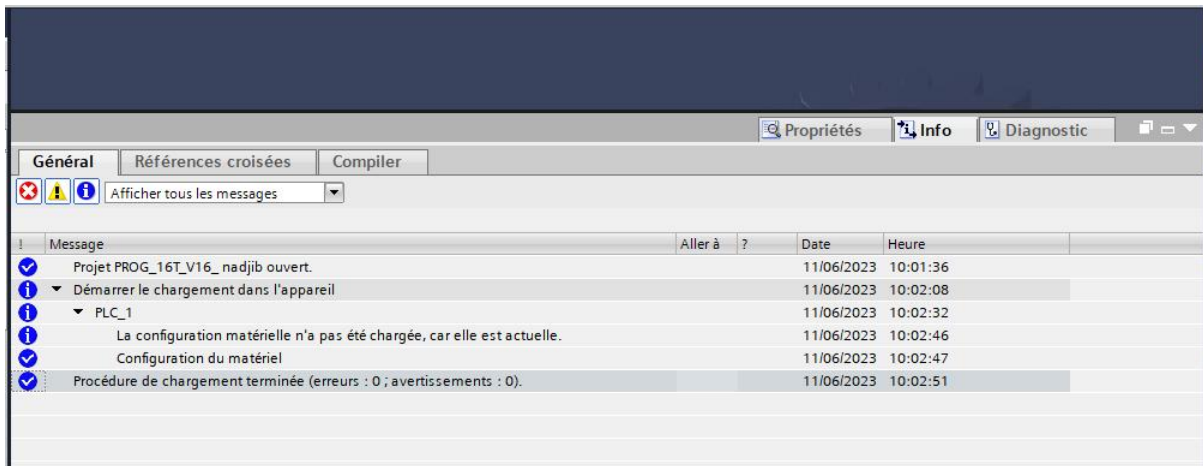 Propriétés Info Diagnostic
Général Références croisées Compiler
Afficher tous les messages
! Message Aller à ? Date Heure
Projet PROG_16T_V16_ nadjib ouvert. 11/06/2023 10:01:36
Démarrer le chargement dans l'appareil 11/06/2023 10:02:08
PLC_1 11/06/2023 10:02:32
La configuration matérielle n'a pas été chargée, car elle est actuelle. 11/06/2023 10:02:46
Configuration du matériel 11/06/2023 10:02:47
Procédure de chargement terminée (erreurs : 0 ; avertissements : 0). 11/06/2023 10:02:51